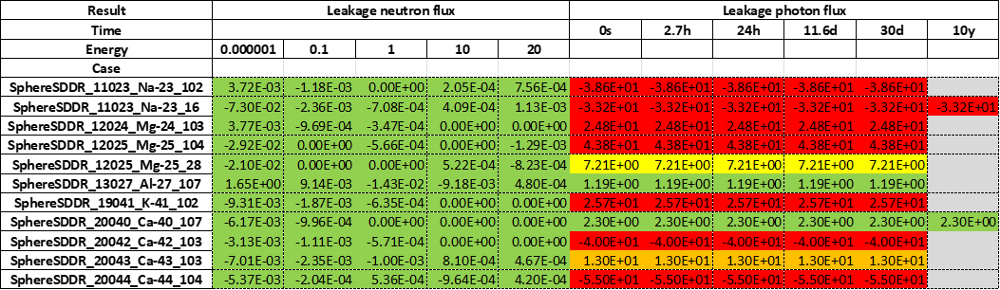 Result Leakage neutron flux Leakage photon flux
Time 0s 2.7h 24h 11.6d 30d 10y
Energy 0.000001 0.1 1 10 20
Case
SphereSDDR_11023_Na-23_102 3.72E-03 -1.18E-03 0.00E+00 2.05E-04 7.56E-04 -3.86E+01 -3.86E+01 -3.86E+01 -3.86E+01 -3.86E+01
SphereSDDR_11023_Na-23_16 -7.30E-02 -2.36E-03 -7.08E-04 4.09E-04 1.13E-03 -3.32E+01 -3.32E+01 -3.32E+01 -3.32E+01 -3.32E+01 -3.32E+01
SphereSDDR_12024_Mg-24_103 3.77E-03 -9.69E-04 -3.47E-04 0.00E+00 0.00E+00 2.48E+01 2.48E+01 2.48E+01 2.48E+01 2.48E+01
SphereSDDR_12025_Mg-25_104 -2.92E-02 0.00E+00 -5.66E-04 0.00E+00 -1.29E-03 4.38E+01 4.38E+01 4.38E+01 4.38E+01 4.38E+01
SphereSDDR_12025_Mg-25_28 -2.10E-02 0.00E+00 0.00E+00 5.22E-04 -8.23E-04 7.21E+00 7.21E+00 7.21E+00 7.21E+00 7.21E+00
SphereSDDR_13027_Al-27_107 1.65E+00 9.14E-03 -1.43E-02 -9.18E-03 4.80E-04 1.19E+00 1.19E+00 1.19E+00 1.19E+00 1.19E+00
SphereSDDR_19041_K-41_102 -9.31E-03 -1.87E-03 -6.35E-04 0.00E+00 0.00E+00 2.57E+01 2.57E+01 2.57E+01 2.57E+01 2.57E+01
SphereSDDR_20040_Ca-40_107 -6.17E-03 -9.96E-04 0.00E+00 0.00E+00 0.00E+00 2.30E+00 2.30E+00 2.30E+00 2.30E+00 2.30E+00 2.30E+00
SphereSDDR_20042_Ca-42_103 -3.13E-03 -1.11E-03 -5.71E-04 0.00E+00 0.00E+00 -4.00E+01 -4.00E+01 -4.00E+01 -4.00E+01 -4.00E+01
SphereSDDR_20043_Ca-43_103 -7.01E-03 -2.35E-03 -1.00E-03 8.10E-04 4.67E-04 1.30E+01 1.30E+01 1.30E+01 1.30E+01 1.30E+01
SphereSDDR_20044_Ca-44_104 -5.37E-03 -2.04E-04 5.36E-04 -9.64E-04 4.20E-04 -5.50E+01 -5.50E+01 -5.50E+01 -5.50E+01 -5.50E+01